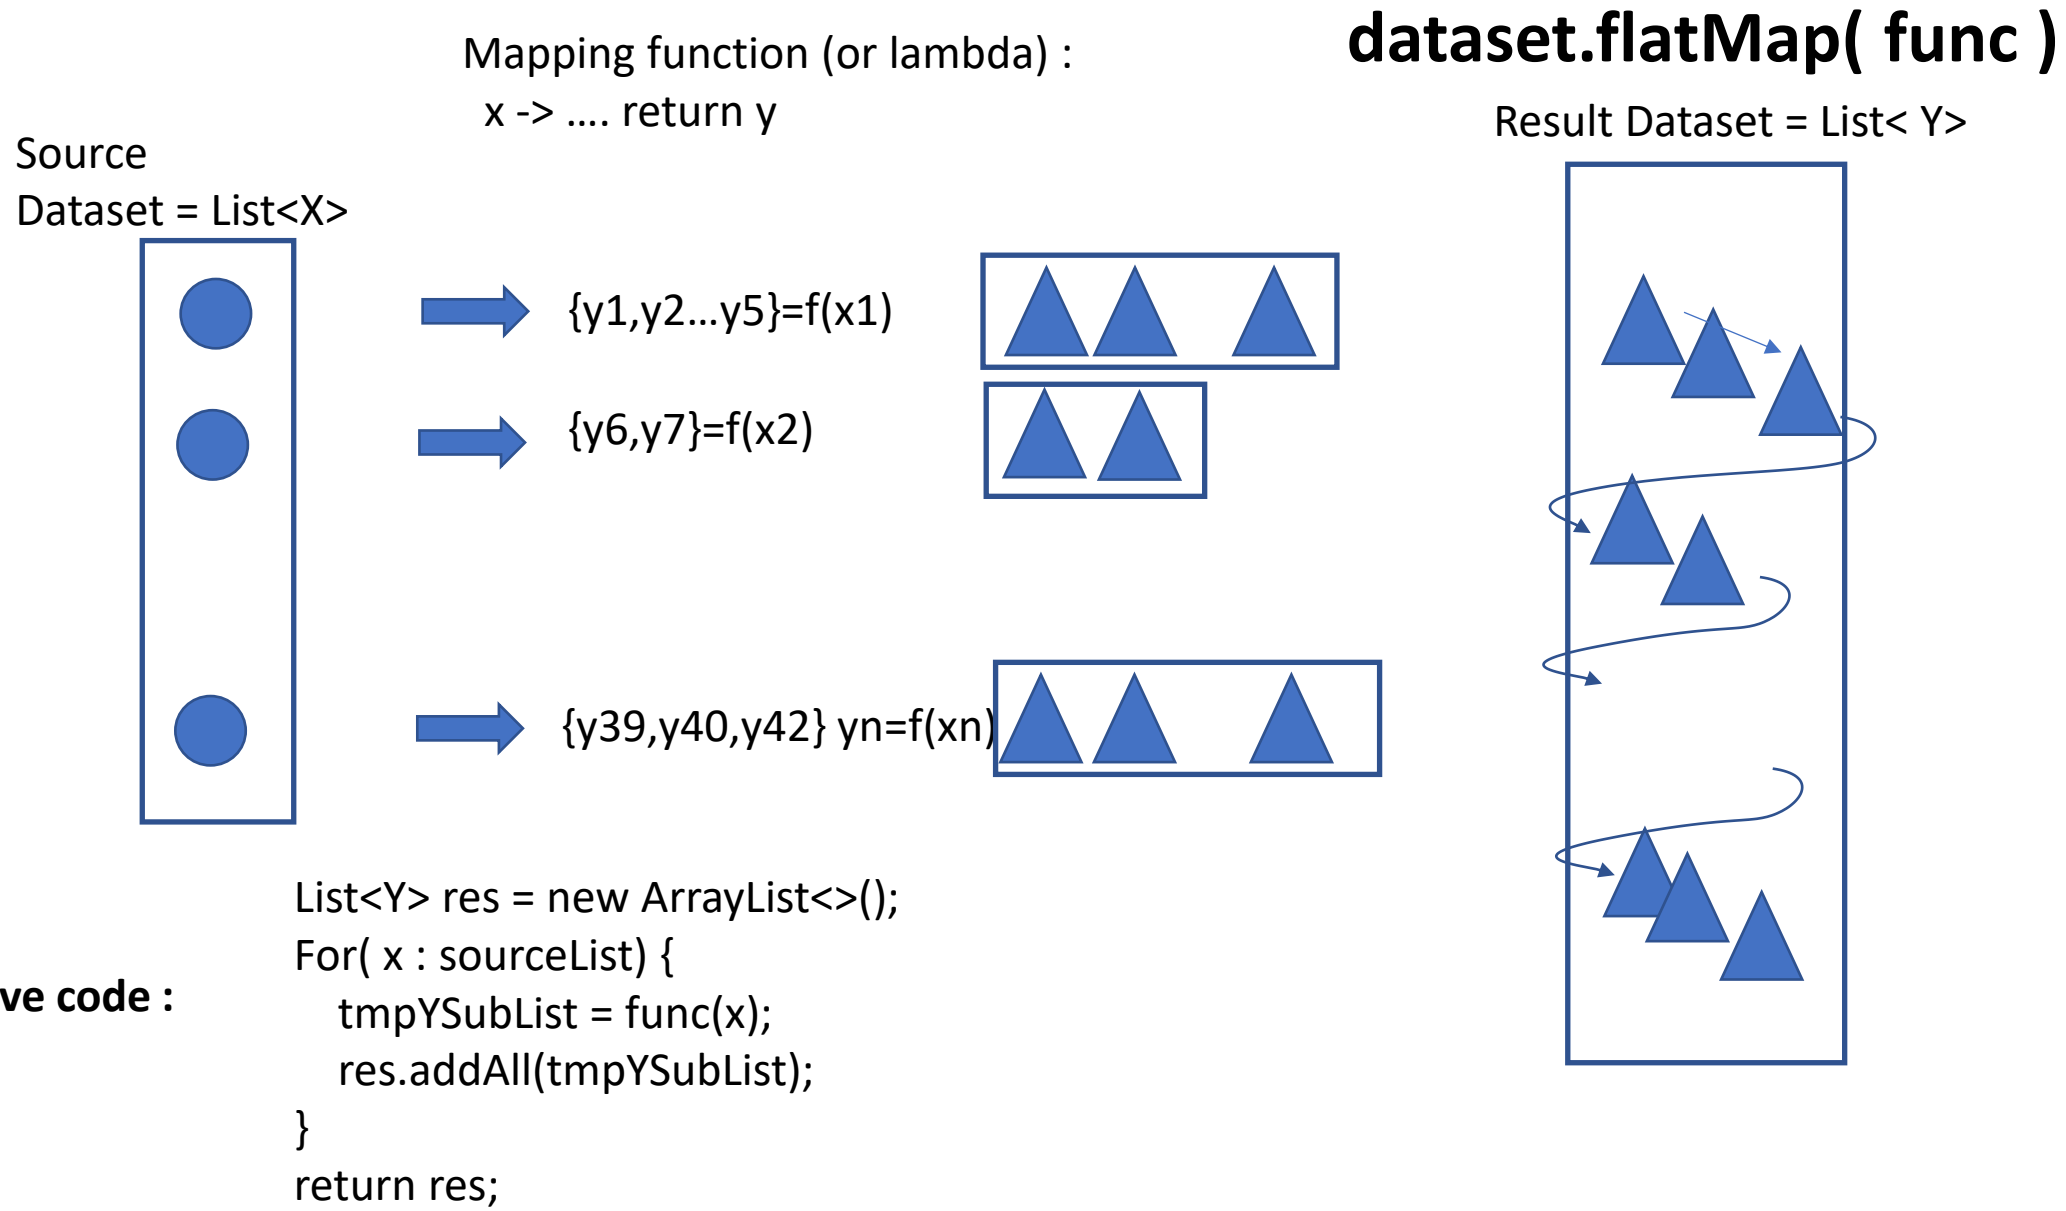 dataset.flatMap( func )
Mapping function (or lambda) :
x -> .... return y
Result Dataset = List< Y>
Source
Dataset = List<X>
{y1,y2…y5}=f(x1)
{y6,y7}=f(x2)
{y39,y40,y42} yn=f(xn)
List<Y> res = new ArrayList<>();
For( x : sourceList) {
ve code :
tmpYSubList = func(x);
res.addAll(tmpYSubList);
}
return res;